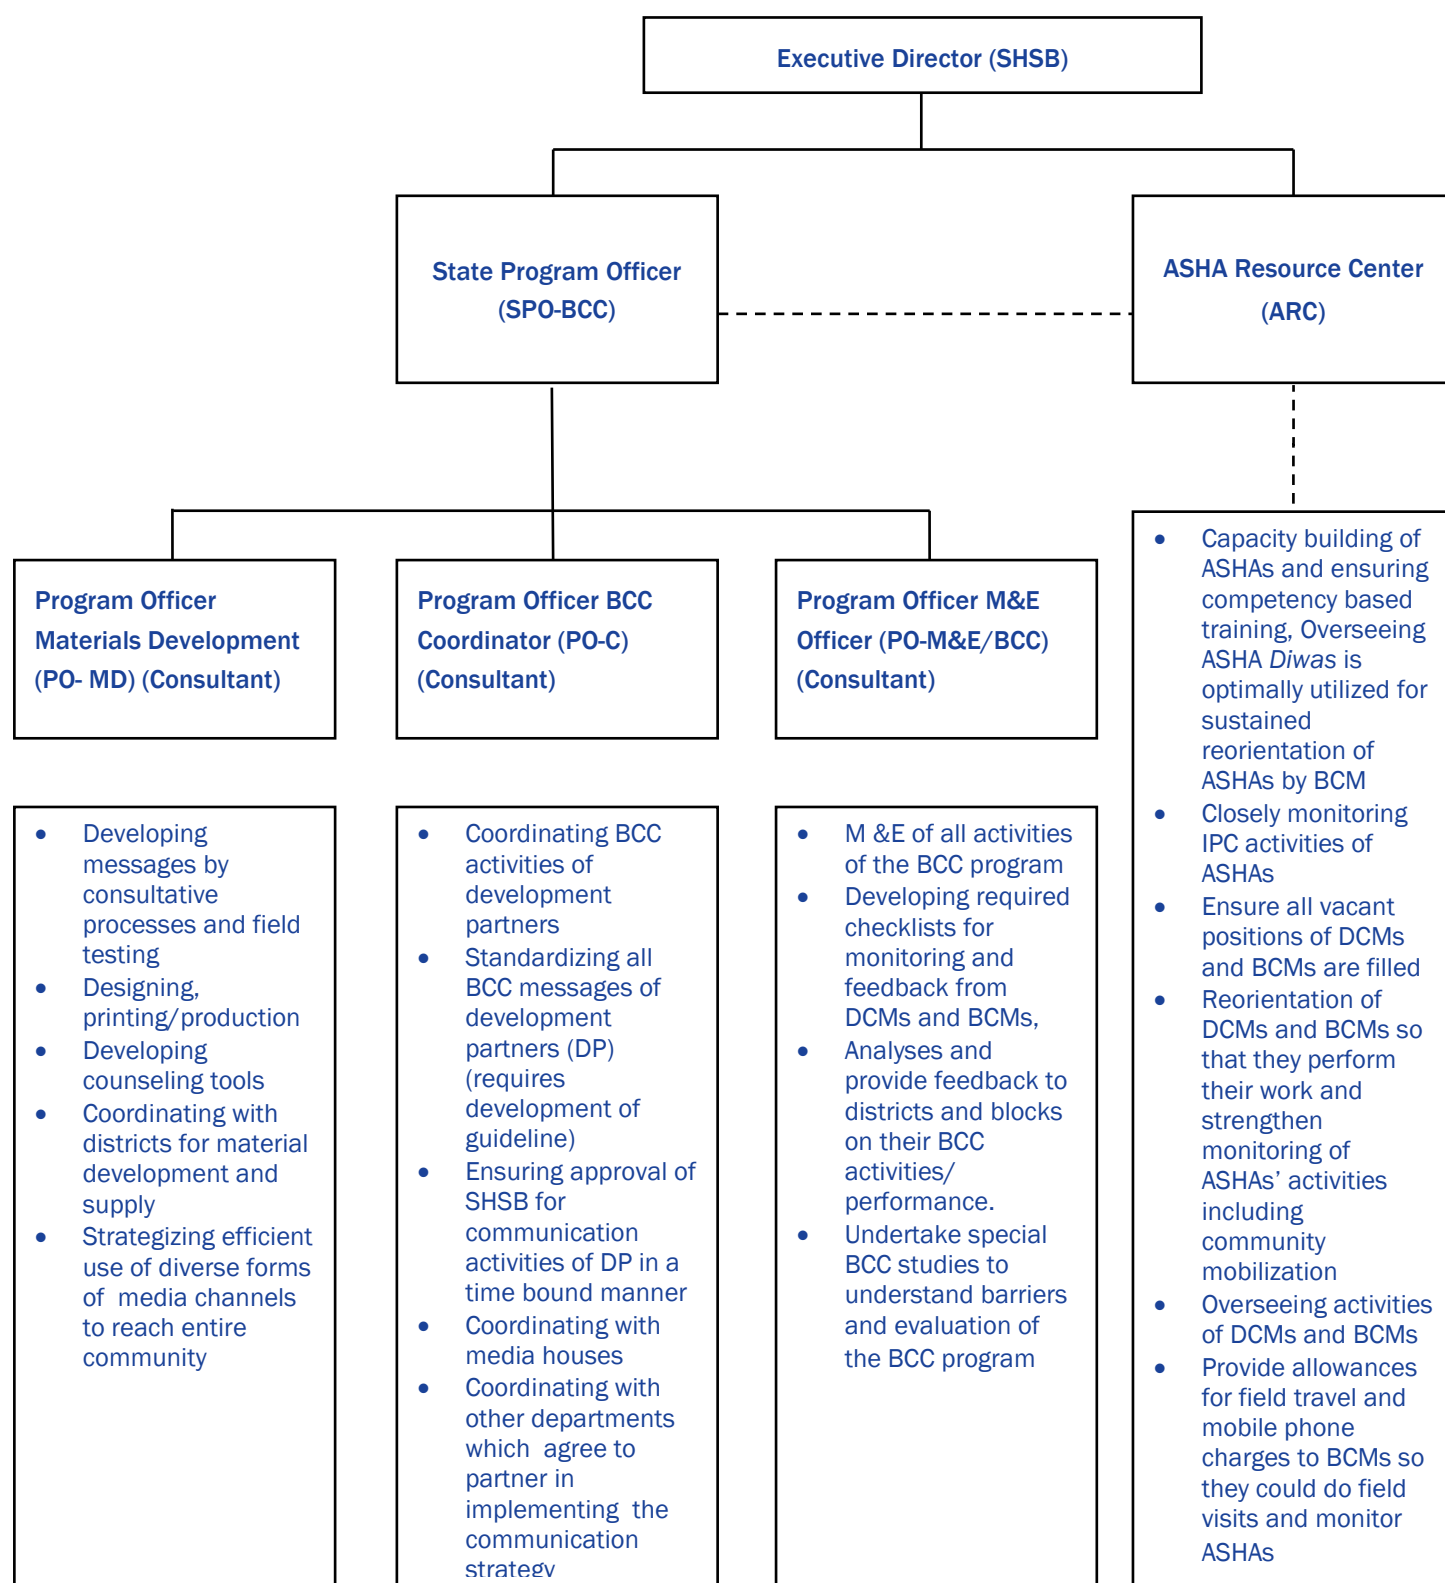 Executive Director (SHSB)
State Program Officer
(SPO-BCC)
ASHA Resource Center
(ARC)
Program Officer
Materials Development
(PO- MD) (Consultant)
Program Officer BCC
Coordinator (PO-C)
(Consultant)
Program Officer M&E
Officer (PO-M&E/BCC)
(Consultant)
• Developing
messages by
consultative
processes and field
testing
• Designing,
printing/production
• Developing
counseling tools
• Coordinating with
districts for material
development and
supply
• Strategizing efficient
use of diverse forms
of media channels
to reach entire
community
• Coordinating BCC
activities of
development
partners
• Standardizing all
BCC messages of
development
partners (DP)
(requires
development of
guideline)
• Ensuring approval of
SHSB for
communication
activities of DP in a
time bound manner
• Coordinating with
media houses
• Coordinating with
other departments
which agree to
partner in
implementing the
communication
strategy
• M &E of all activities
of the BCC program
• Developing required
checklists for
monitoring and
feedback from
DCMs and BCMs,
• Analyses and
provide feedback to
districts and blocks
on their BCC
activities/
performance.
• Undertake special
BCC studies to
understand barriers
and evaluation of
the BCC program
• Capacity building of
ASHAs and ensuring
competency based
training, Overseeing
ASHA Diwas is
optimally utilized for
sustained
reorientation of
ASHAs by BCM
• Closely monitoring
IPC activities of
ASHAs
• Ensure all vacant
positions of DCMs
and BCMs are filled
• Reorientation of
DCMs and BCMs so
that they perform
their work and
strengthen
monitoring of
ASHAs’ activities
including
community
mobilization
• Overseeing activities
of DCMs and BCMs
• Provide allowances
for field travel and
mobile phone
charges to BCMs so
they could do field
visits and monitor
ASHAs